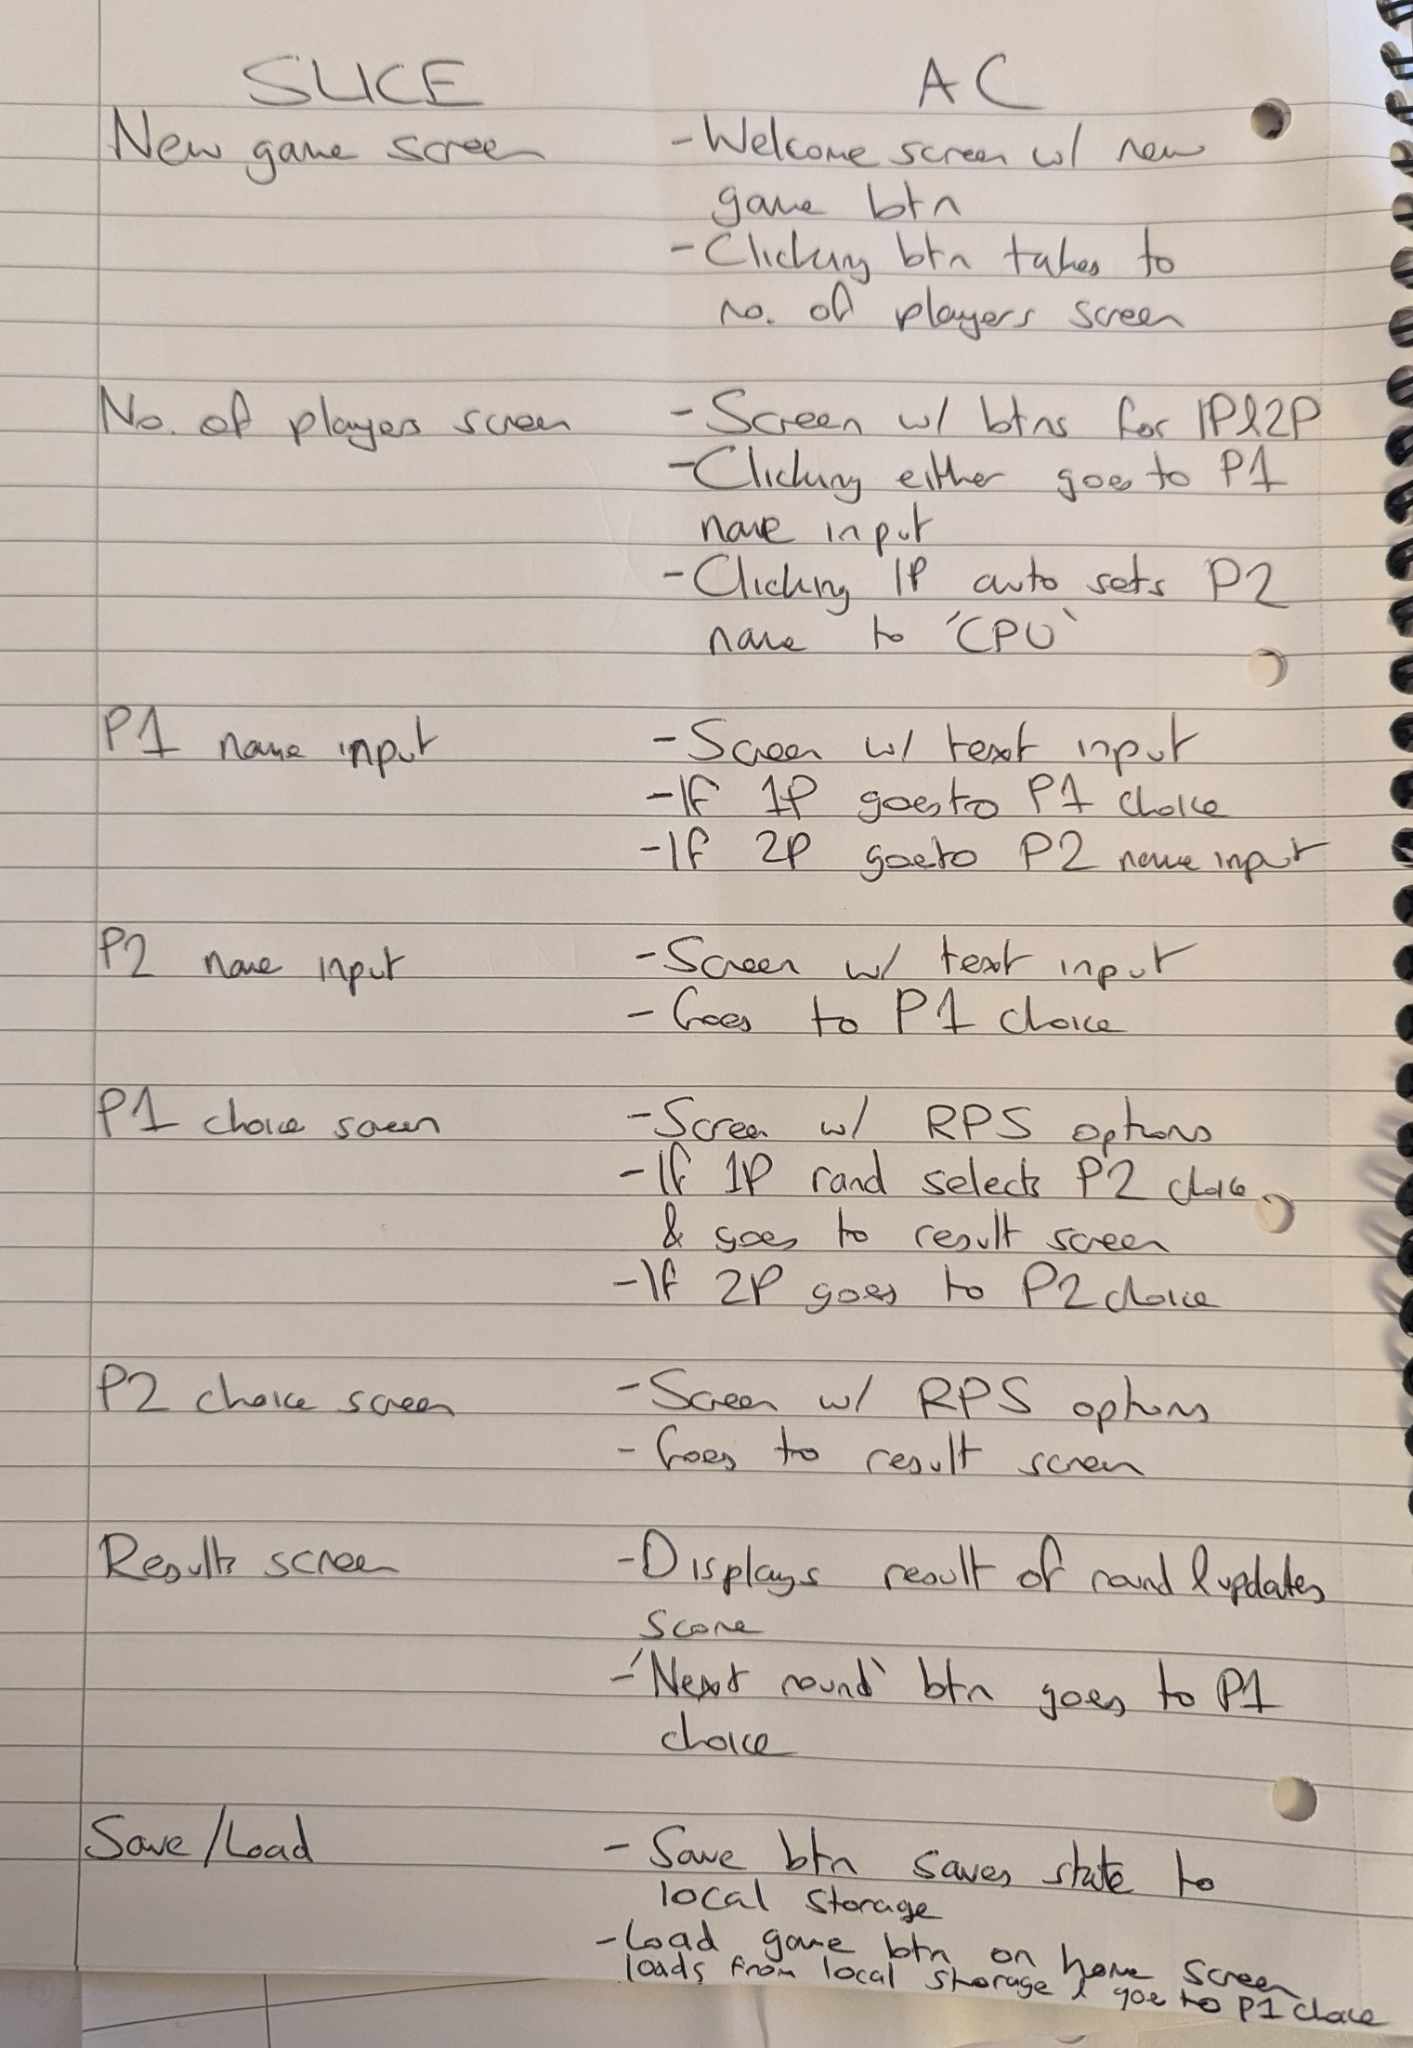 SLICE AC
New game screen - Welcome screen w/ new
game btn
- Clicking btn takes to
no. of players screen
No. of players screen - Screen w/ btns for 1P&2P
- Clicking either goes to P1
name input
- Clicking 1P auto sets P2
name to 'CPU'
P1 name input - Screen w/ text input
- If 1P goes to P1 choice
- If 2P goes to P2 name input
P2 name input - Screen w/ text input
- Goes to P1 choice
P1 choice screen - Screen w/ RPS options
- If 1P rand selects P2 choice
& goes to result screen
- If 2P goes to P2 choice
P2 choice screen - Screen w/ RPS options
- Goes to result screen
Results screen - Displays result of round & updates
score
- 'Next round' btn goes to P1
choice
Save/Load - Save btn saves state to
local storage
- Load game btn on home screen
loads from local storage & goes to P1 choice